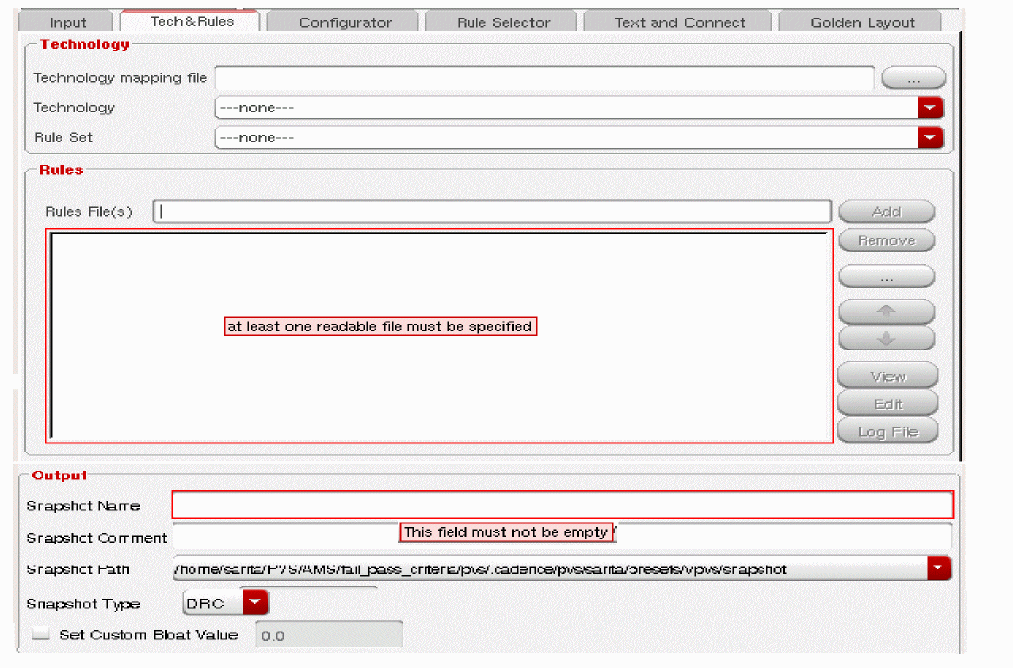 Input Tech&Rules Configurator Rule Selector Text and Connect Golden Layout
Technology
Technology mapping file ...
Technology ---none---
Rule Set ---none---
Rules
Rules File(s) Add
Remove
...
at least one readable file must be specified
View
Edit
Log File
Output
Snapshot Name
This field must not be empty
Snapshot Comment
Snapshot Path /home/sarita/PVS/AMS/fail_pass_criteria/pvs/.cadence/pvs/sarita/presets/vpvs/snapshot
Snapshot Type DRC
Set Custom Bloat Value 0.0